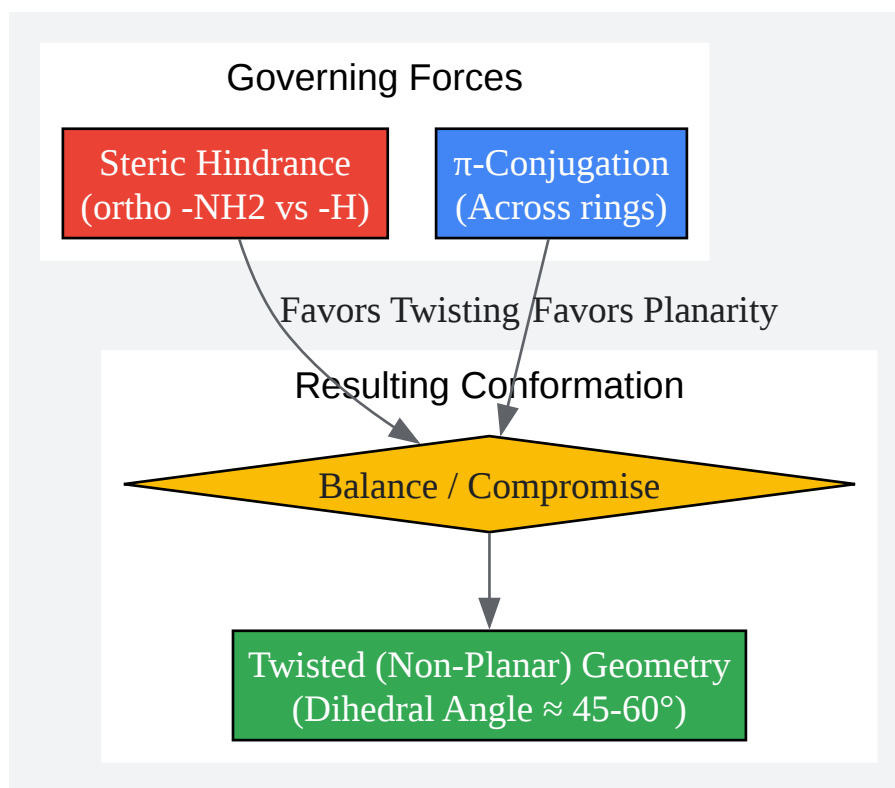 Governing Forces
Steric Hindrance
(ortho -NH2 vs -H)
π-Conjugation
(Across rings)
Favors Twisting
Favors Planarity
Resulting Conformation
Balance / Compromise
Twisted (Non-Planar) Geometry
(Dihedral Angle ≈ 45-60°)